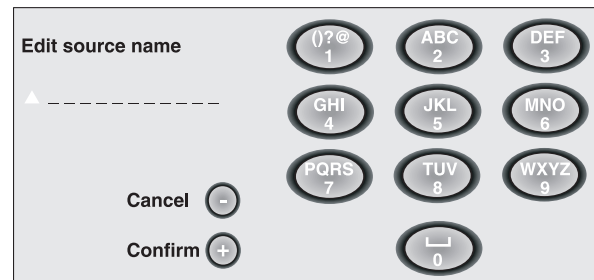 Edit source name
()?@
1
ABC
2
DEF
3
GHI
4
JKL
5
MNO
6
PQRS
7
TUV
8
WXYZ
9
Cancel -
Confirm +
0